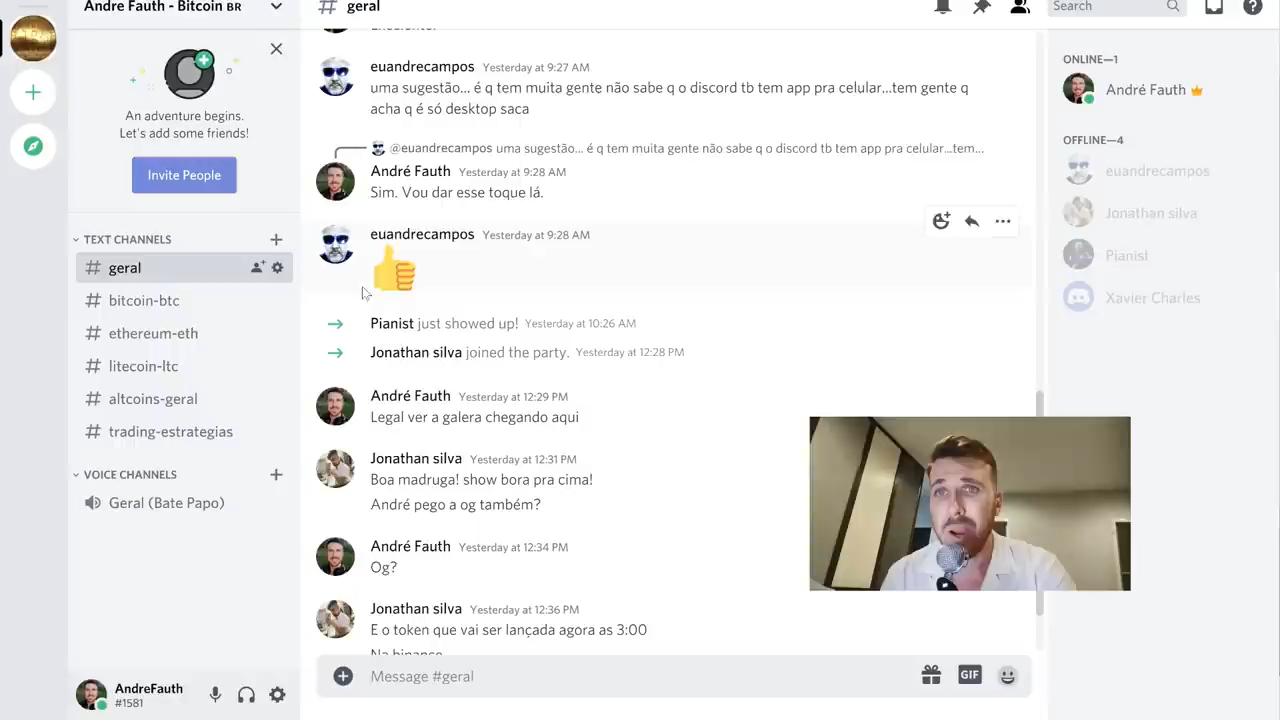 Andre Fauth - Bitcoin BR
# geral
Search
An adventure begins.
Let's add some friends!
Invite People
TEXT CHANNELS
# geral
# bitcoin-btc
# ethereum-eth
# litecoin-ltc
# altcoins-geral
# trading-estrategias
VOICE CHANNELS
Geral (Bate Papo)
AndreFauth
#1581
euandrecampos Yesterday at 9:27 AM
uma sugestão... é q tem muita gente não sabe q o discord tb tem app pra celular...tem gente q
acha q é só desktop saca
@euandrecampos uma sugestão... é q tem muita gente não sabe q o discord tb tem app pra celular...tem...
André Fauth Yesterday at 9:28 AM
Sim. Vou dar esse toque lá.
euandrecampos Yesterday at 9:28 AM
Pianist just showed up! Yesterday at 10:26 AM
Jonathan silva joined the party. Yesterday at 12:28 PM
André Fauth Yesterday at 12:29 PM
Legal ver a galera chegando aqui
Jonathan silva Yesterday at 12:31 PM
Boa madruga! show bora pra cima!
André pego a og também?
André Fauth Yesterday at 12:34 PM
Og?
Jonathan silva Yesterday at 12:36 PM
E o token que vai ser lançada agora as 3:00
Na binance
Message #geral
GIF
ONLINE—1
André Fauth
OFFLINE—4
euandrecampos
Jonathan silva
Pianist
Xavier Charles